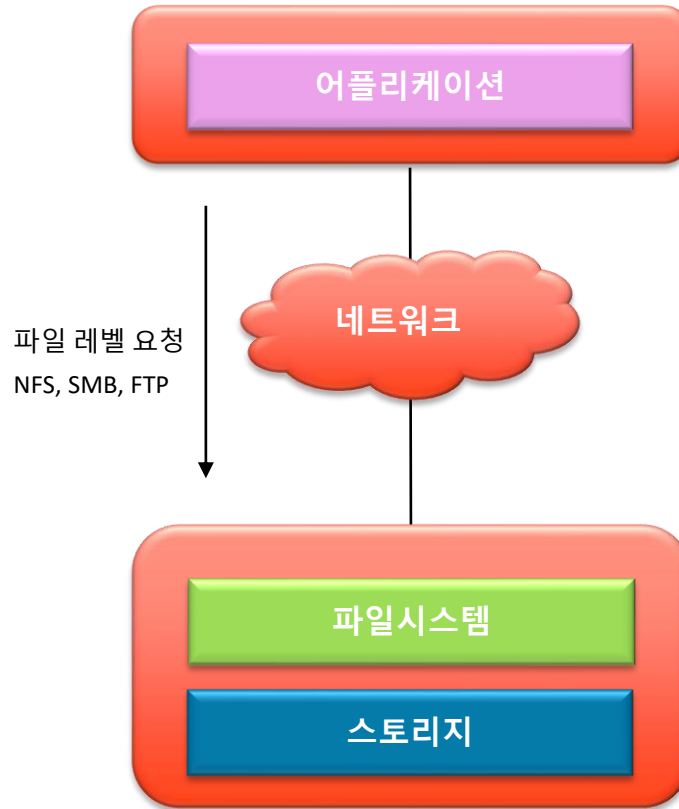 어플리케이션
네트워크
파일 레벨 요청
NFS, SMB, FTP
파일시스템
스토리지